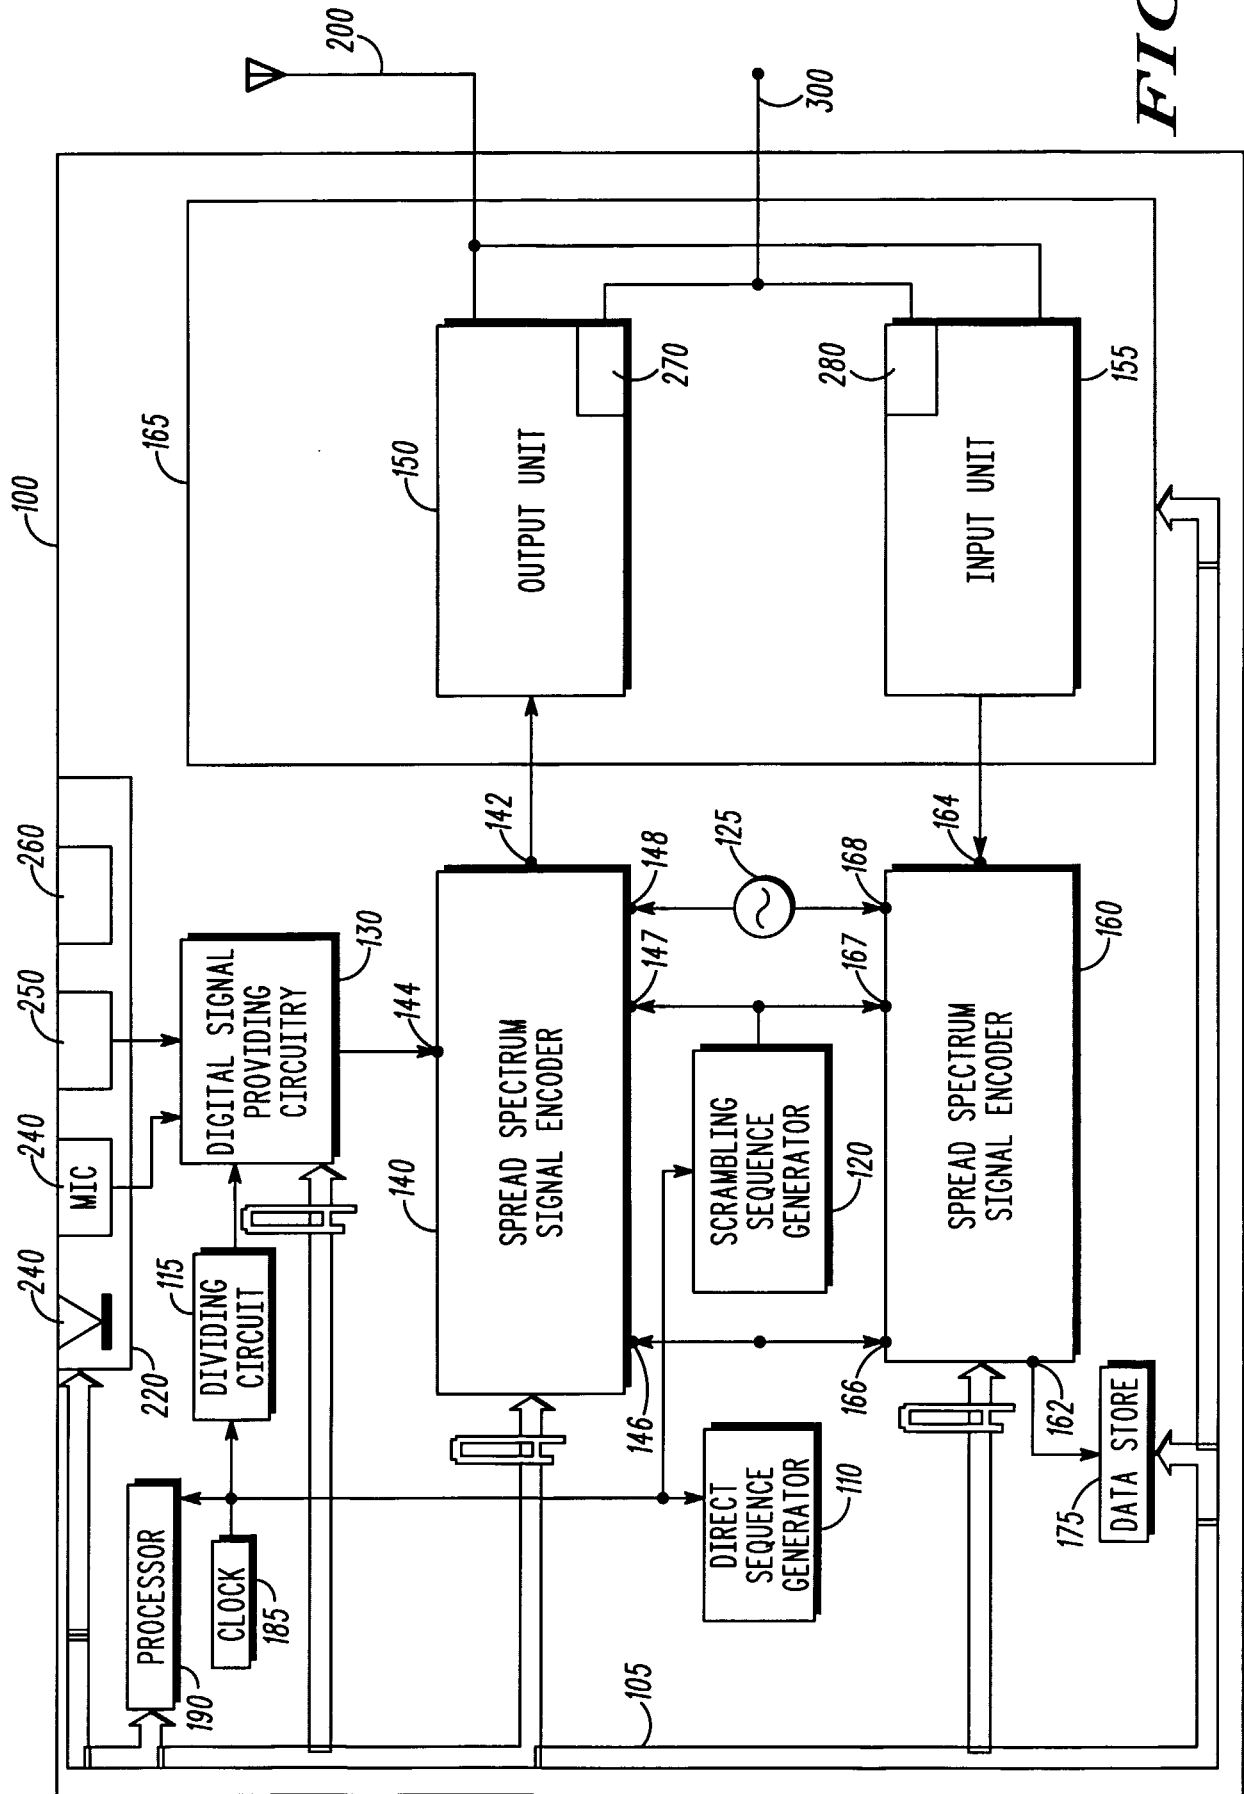 100
165
200
300
FIG
240
240
MIC
250
260
220
PROCESSOR
190
CLOCK
185
115
DIVIDING
CIRCUIT
DIGITAL SIGNAL
PROVIDING
CIRCUITRY
130
144
140
SPREAD SPECTRUM
SIGNAL ENCODER
142
146
147
148
125
150
OUTPUT UNIT
270
280
INPUT UNIT
155
DIRECT
SEQUENCE
GENERATOR
110
SCRAMBLING
SEQUENCE
GENERATOR
120
166
167
168
164
SPREAD SPECTRUM
SIGNAL ENCODER
160
162
175
DATA STORE
105